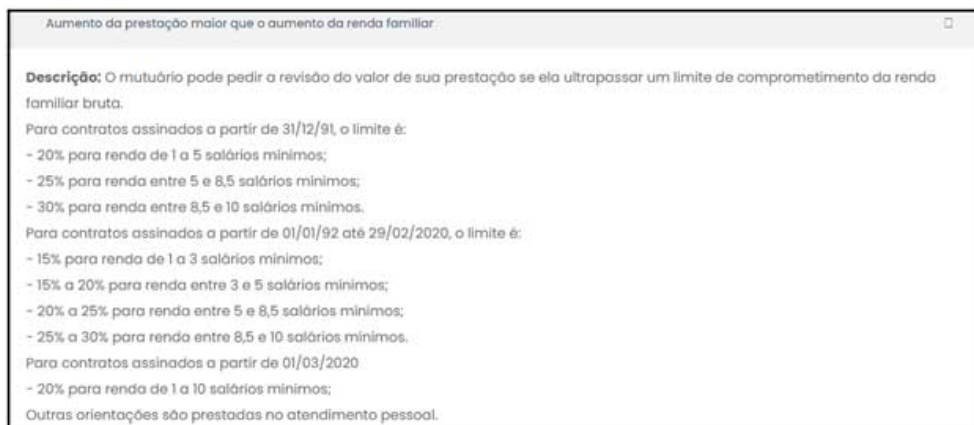 Aumento da prestação maior que o aumento da renda familiar
Descrição: O mutuário pode pedir a revisão do valor de sua prestação se ela ultrapassar um limite de comprometimento da renda
familiar bruta.
Para contratos assinados a partir de 31/12/91, o limite é:
- 20% para renda de 1 a 5 salários mínimos;
- 25% para renda entre 5 e 8,5 salários mínimos;
- 30% para renda entre 8,5 e 10 salários mínimos.
Para contratos assinados a partir de 01/01/92 até 29/02/2020, o limite é:
- 15% para renda de 1 a 3 salários mínimos;
- 15% a 20% para renda entre 3 e 5 salários mínimos;
- 20% a 25% para renda entre 5 e 8,5 salários mínimos;
- 25% a 30% para renda entre 8,5 e 10 salários mínimos.
Para contratos assinados a partir de 01/03/2020
- 20% para renda de 1 a 10 salários mínimos;
Outras orientações são prestadas no atendimento pessoal.